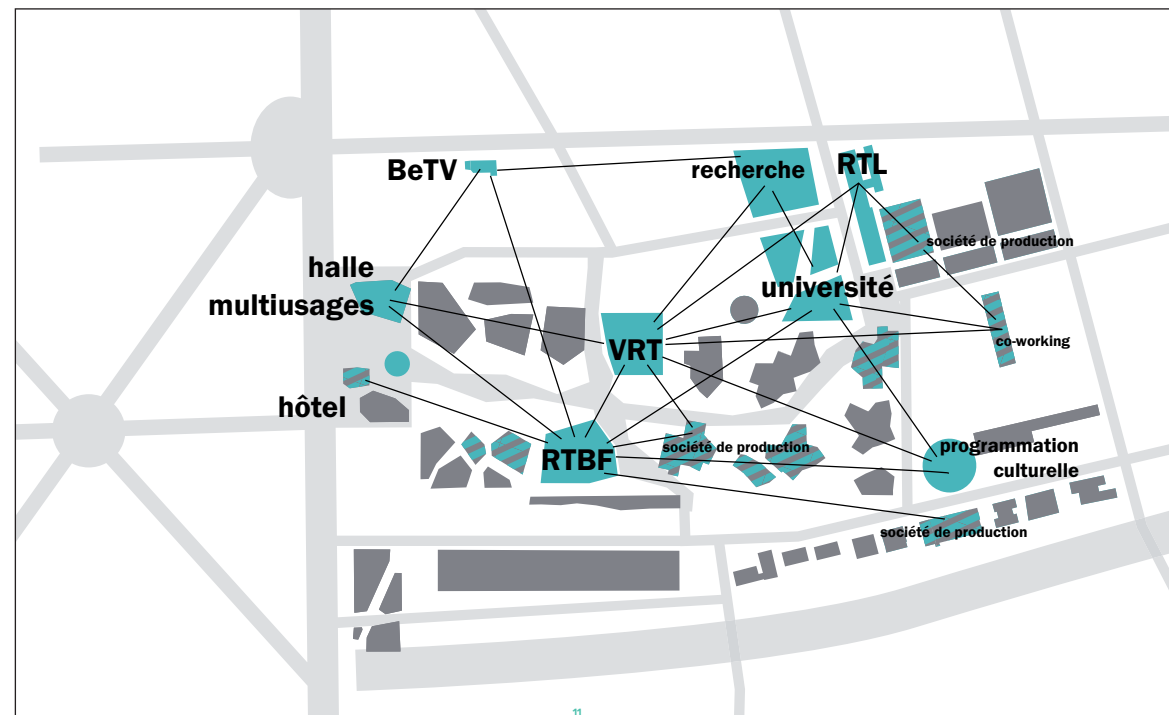 BeTV
recherche
RTL
société de production
halle
multiusages
université
VRT
co-working
hôtel
RTBF
société de production
programmation
culturelle
société de production
11